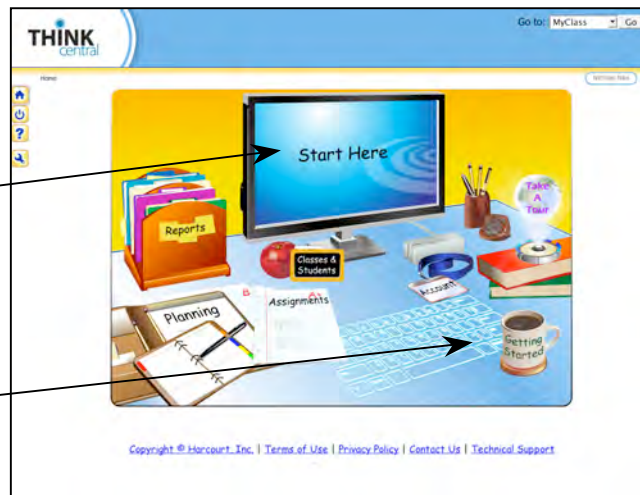 THINK
central
Go to: MyClass Go
Home
Start Here
Take
A
Tour
Reports
Classes &
Students
Account
B
A+
Assignments
Planning
Getting
Started
Copyright © Harcourt, Inc. | Terms of Use | Privacy Policy | Contact Us | Technical Support